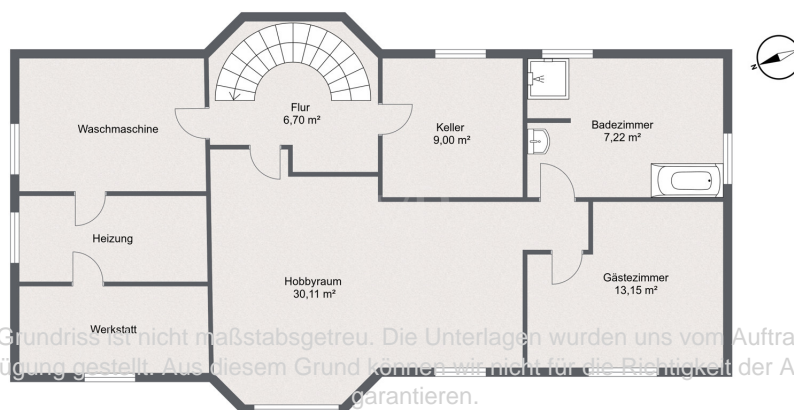 Flur
6,70 m²
Waschmaschine
Keller
9,00 m²
Badezimmer
7,22 m²
N
Heizung
Hobbyraum
30,11 m²
Gästezimmer
13,15 m²
Werkstatt
Grundriss ist nicht maßstabsgetreu. Die Unterlagen wurden uns vom Auftra
ügung gestellt. Aus diesem Grund können wir nicht für die Richtigkeit der A
garantieren.